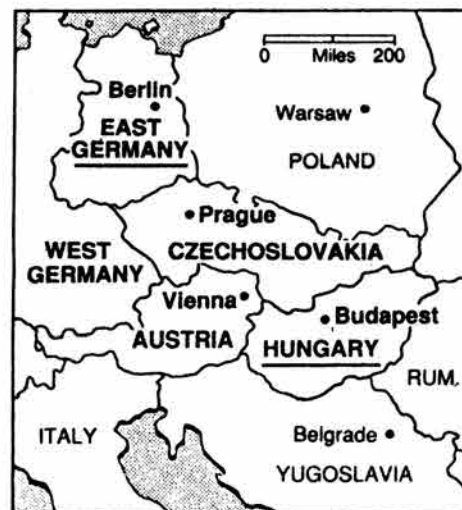 0 Miles 200
Berlin
EAST
GERMANY
Warsaw
POLAND
Prague
CZECHOSLOVAKIA
WEST
GERMANY
Vienna
AUSTRIA
Budapest
HUNGARY
RUM.
ITALY
Belgrade
YUGOSLAVIA